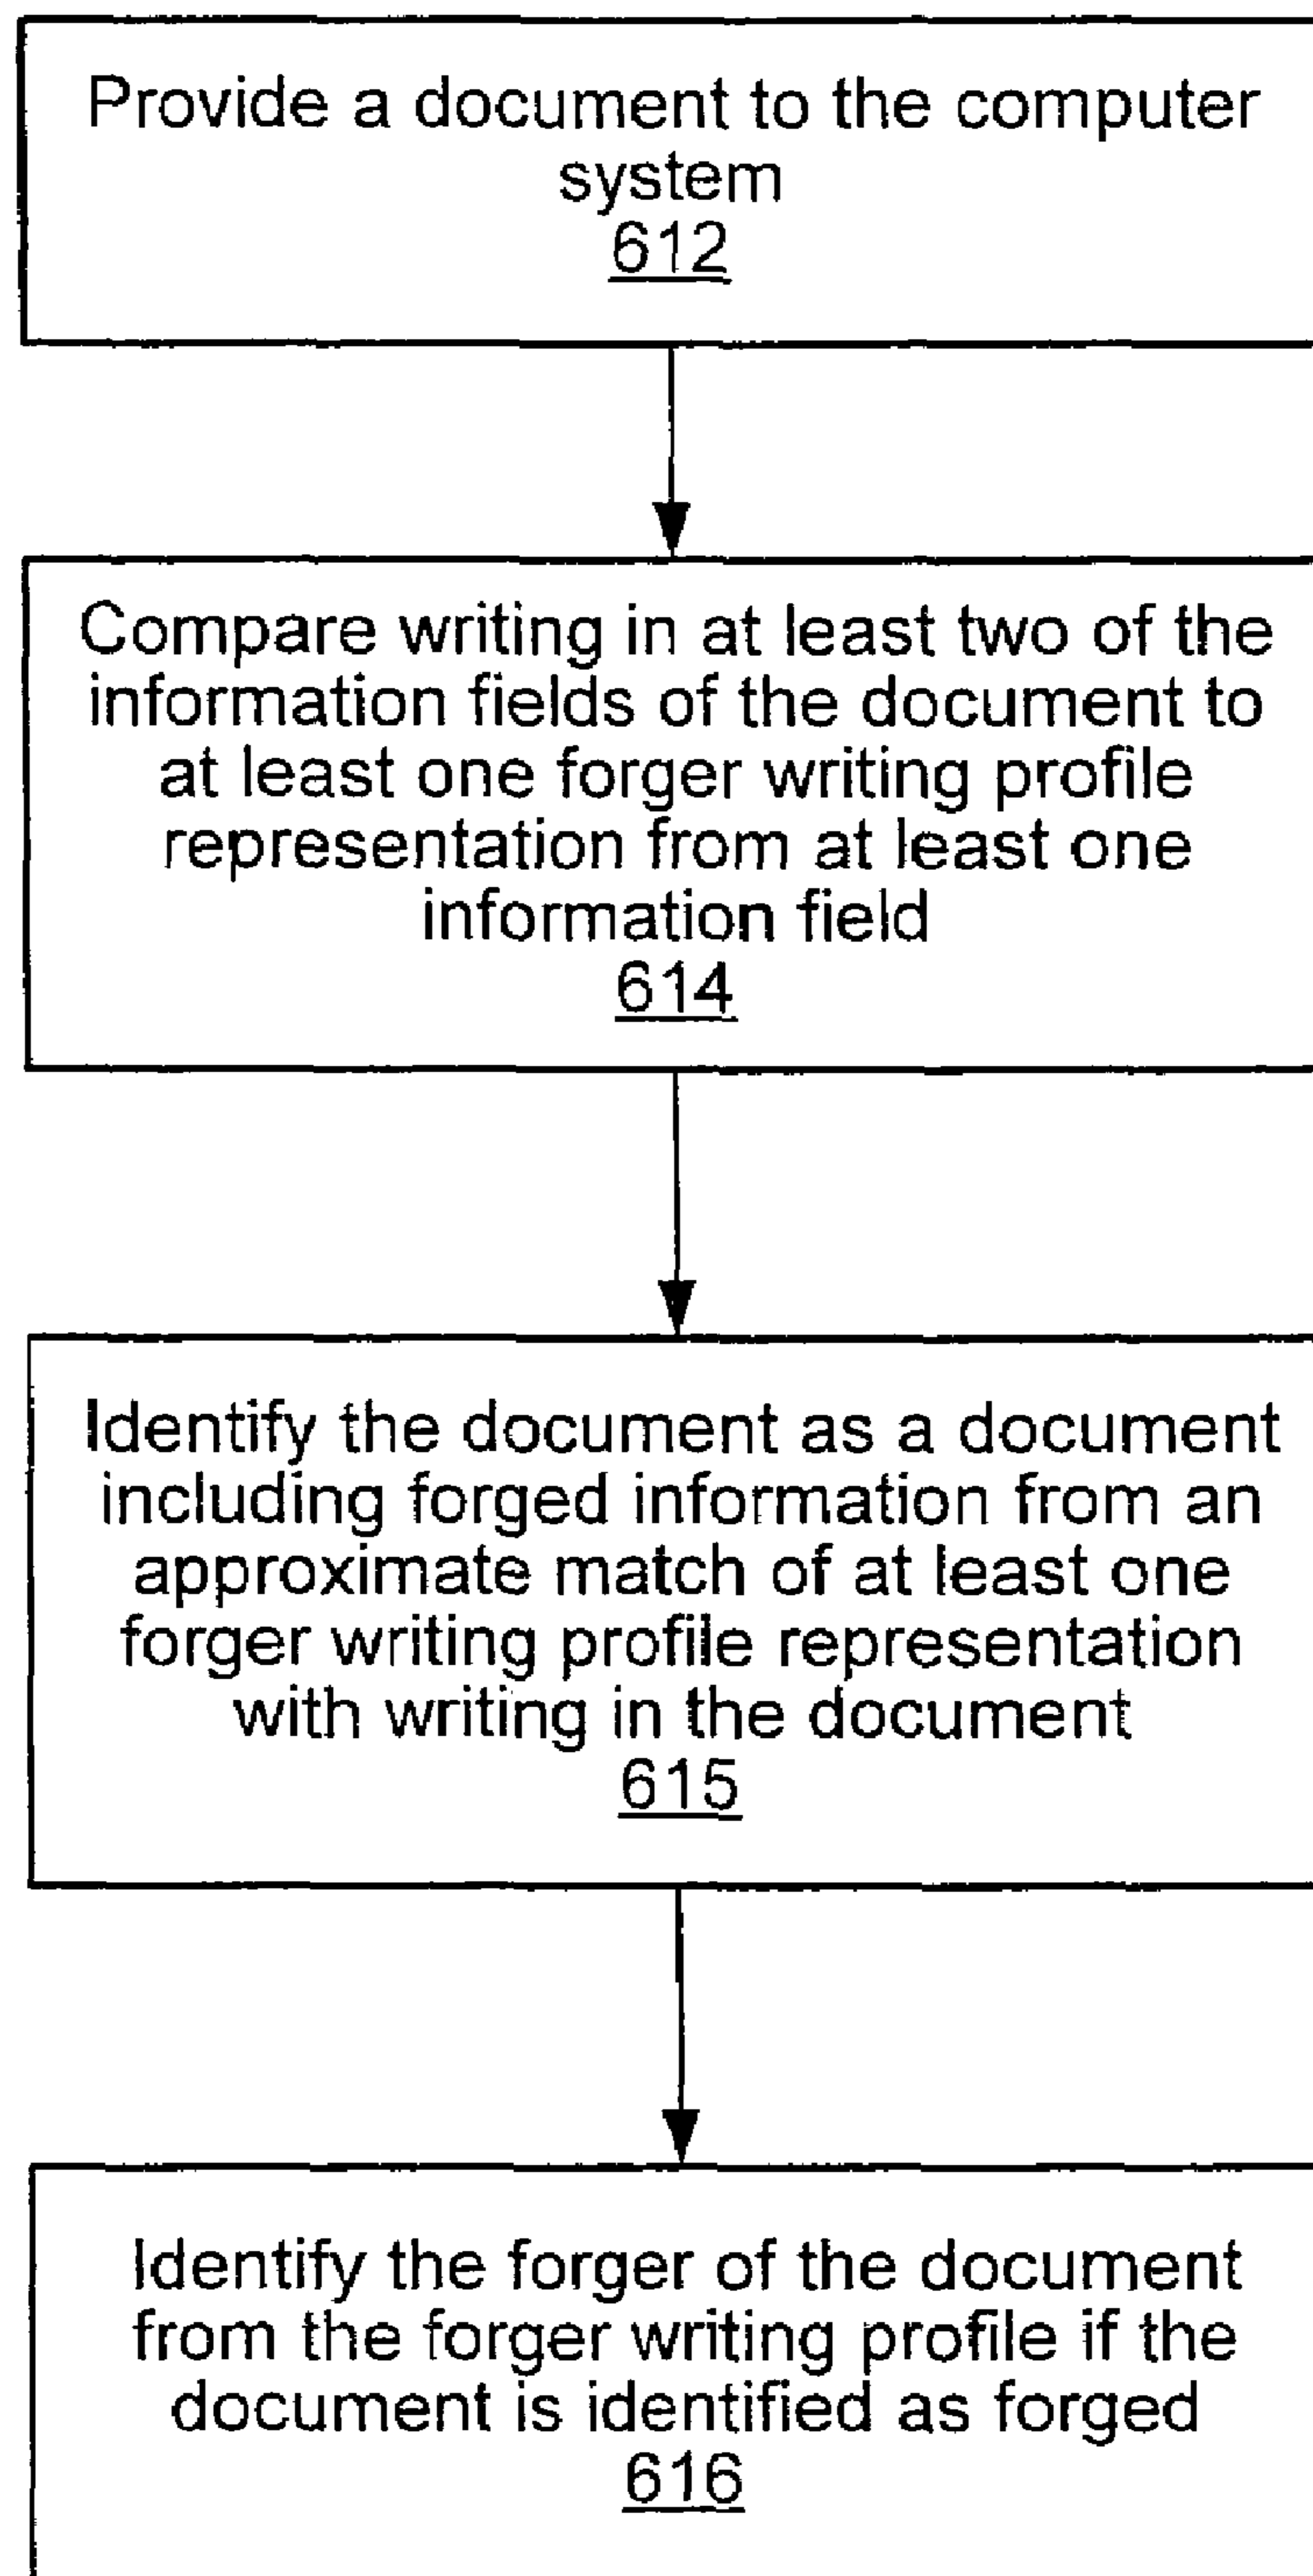 Provide a document to the computer
system
612
Compare writing in at least two of the
information fields of the document to
at least one forger writing profile
representation from at least one
information field
614
Identify the document as a document
including forged information from an
approximate match of at least one
forger writing profile representation
with writing in the document
615
Identify the forger of the document
from the forger writing profile if the
document is identified as forged
616